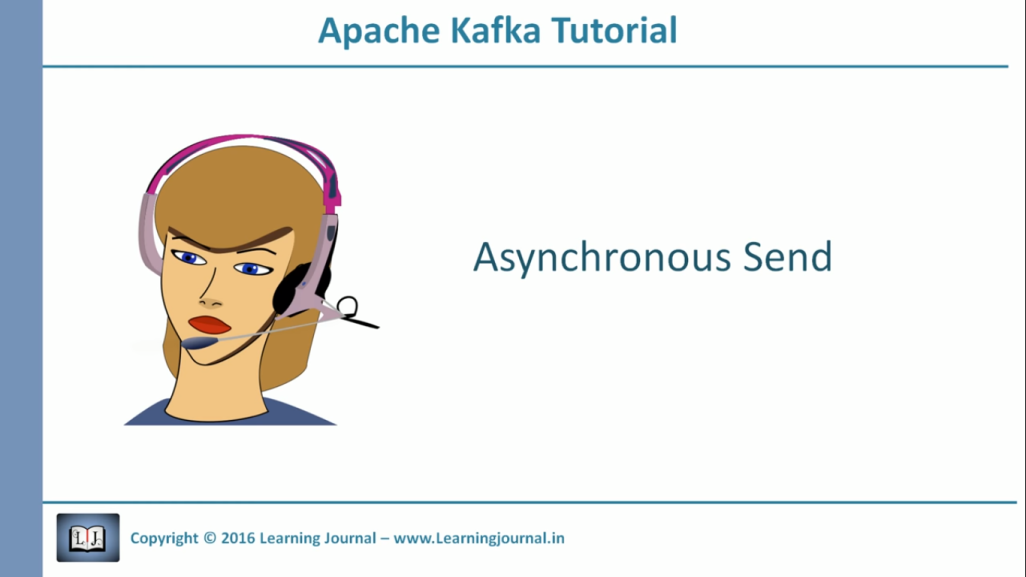 Apache Kafka Tutorial
Asynchronous Send
L J
Copyright © 2016 Learning Journal – www.Learningjournal.in